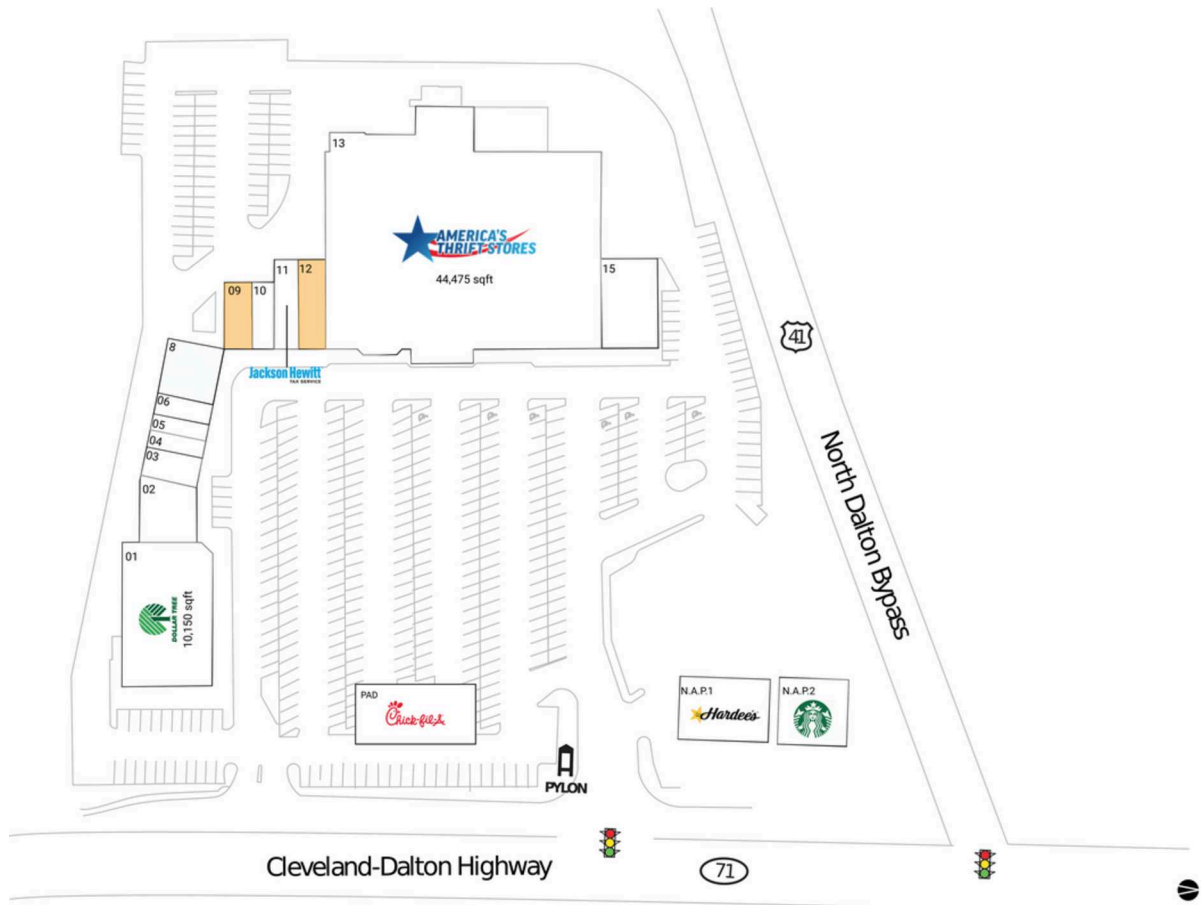 13
AMERICA'S
THRIFT STORES
44,475 sqft
11
12
15
09
10
41
8
Jackson Hewitt
TAX SERVICE
06
05
04
03
02
North Dalton Bypass
01
DOLLAR TREE
10,150 sqft
PAD
Chick-fil-A
N.A.P.1
Hardee's
N.A.P.2
PYLON
Cleveland-Dalton Highway
71